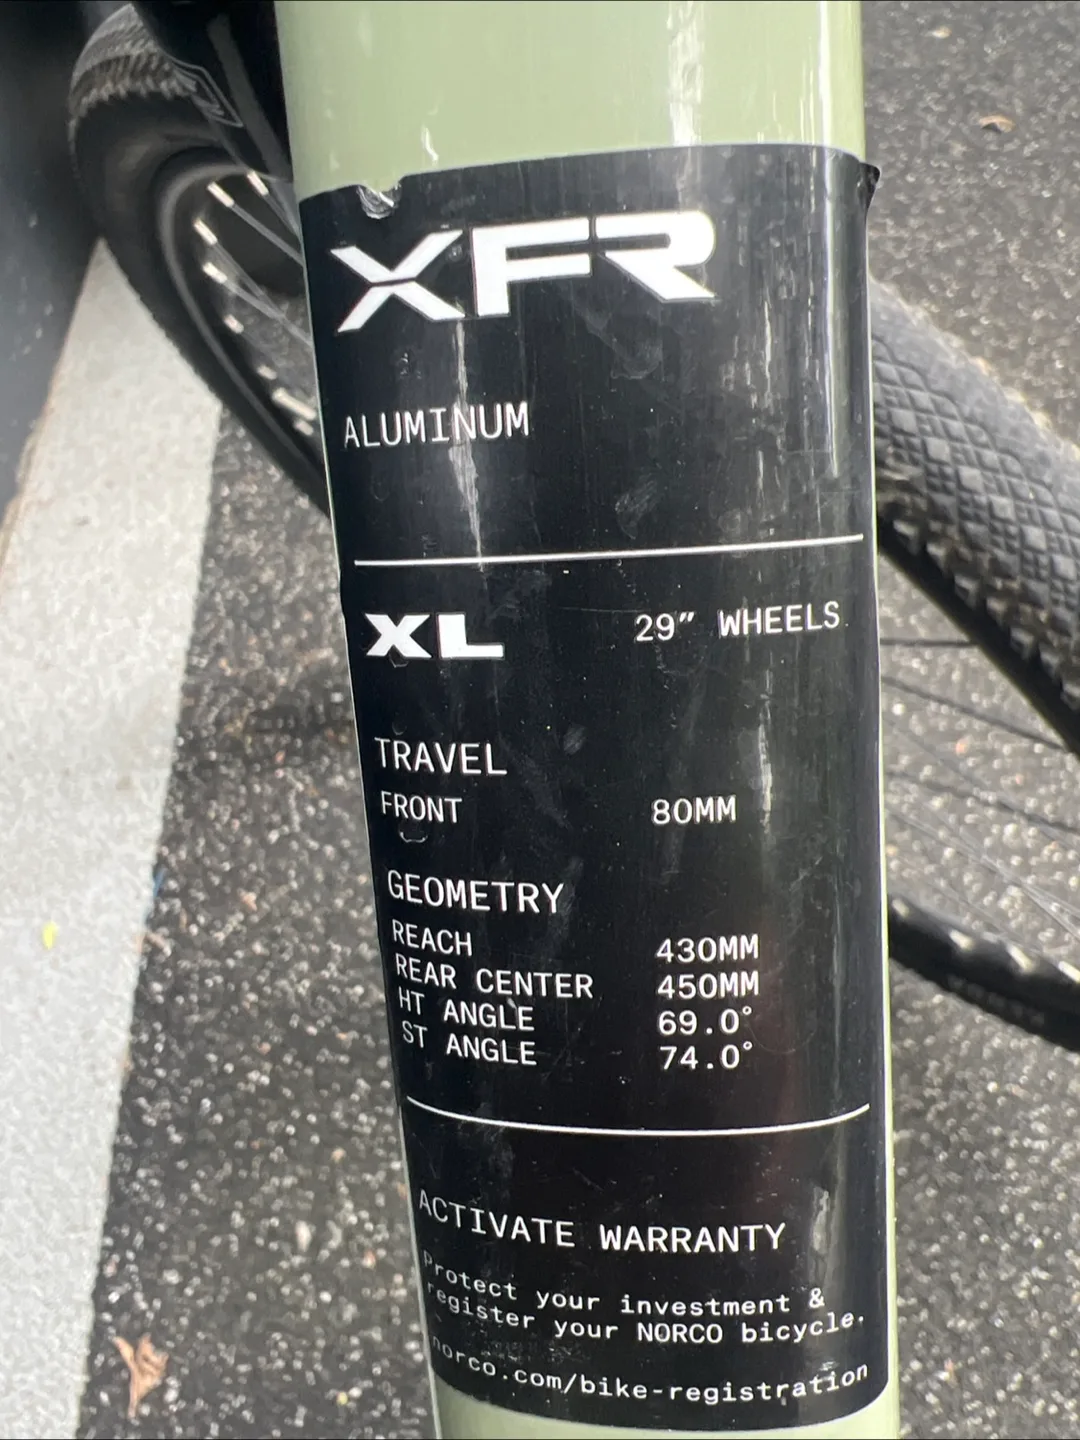 XFR
ALUMINUM
XL 29" WHEELS
TRAVEL
FRONT 80MM
GEOMETRY
REACH 430MM
REAR CENTER 450MM
HT ANGLE 69.0°
ST ANGLE 74.0°
ACTIVATE WARRANTY
Protect your investment &
register your NORCO bicycle.
norco.com/bike-registration